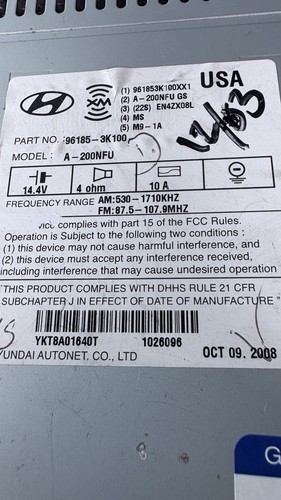 USA
(1) 961853K100XX1
(2) A-200NFU GS
(3) (22S) EN4ZX08L
(4) MS
(5) M9-1A
XM
PART NO. :96185-3K100
12/03
MODEL: A-200NFU
14.4V 4 ohm 10 A
FREQUENCY RANGE AM:530-1710KHZ
FM:87.5-107.9MHZ
vice complies with part 15 of the FCC Rules.
Operation is Subject to the following two conditions :
(1) this device may not cause harmful interference, and
(2) this device must accept any interference
including interference that may cause undesired operation
THIS PRODUCT COMPLIES WITH DHHS RULE 21 CFR
SUBCHAPTER J IN EFFECT OF DATE OF MANUFACTURE "
YKT8A01640T 1026096
YUNDAI AUTONET. CO., LTD OCT 09. 2008
G